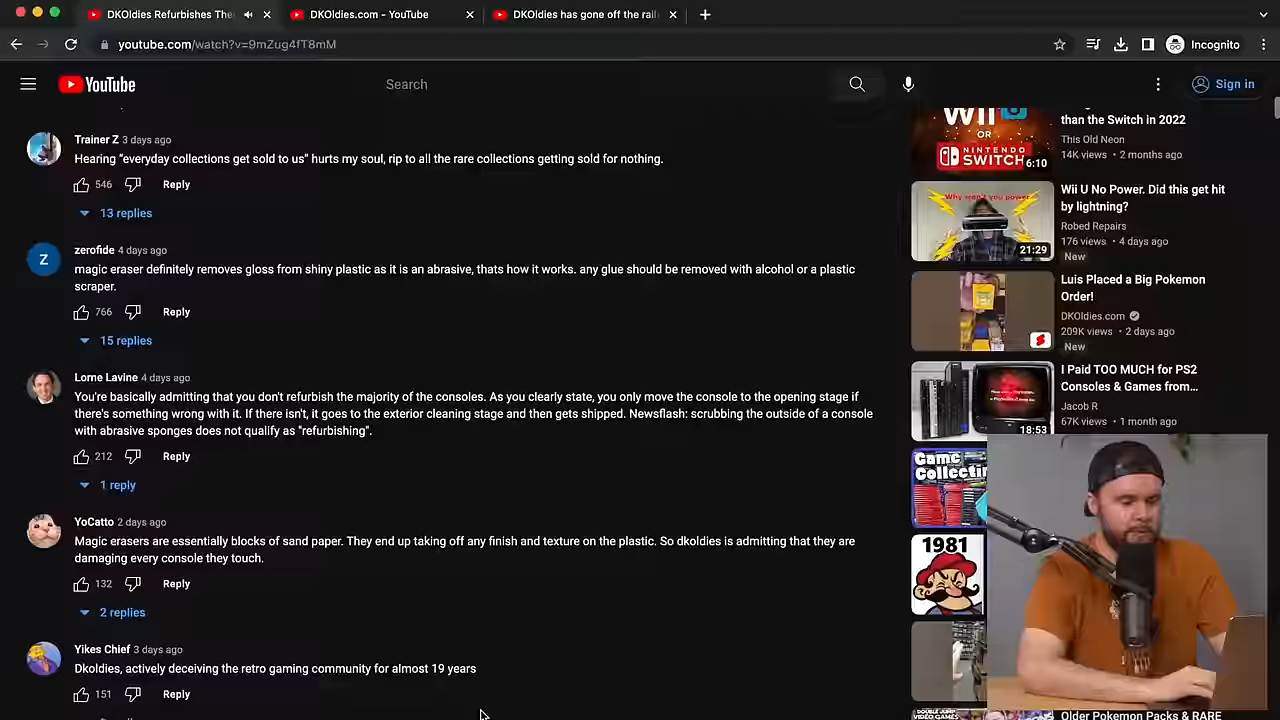 DKOldies Refurbishes The
DKOldies.com - YouTube
DKOldies has gone off the rail
youtube.com/watch?v=9mZug4fT8mM
Incognito
YouTube
Search
Sign in
Trainer Z 3 days ago
Hearing "everyday collections get sold to us" hurts my soul, rip to all the rare collections getting sold for nothing.
546 Reply
13 replies
Z
zerofide 4 days ago
magic eraser definitely removes gloss from shiny plastic as it is an abrasive, thats how it works. any glue should be removed with alcohol or a plastic
scraper.
766 Reply
15 replies
Lorne Lavine 4 days ago
You're basically admitting that you don't refurbish the majority of the consoles. As you clearly state, you only move the console to the opening stage if
there's something wrong with it. If there isn't, it goes to the exterior cleaning stage and then gets shipped. Newsflash: scrubbing the outside of a console
with abrasive sponges does not qualify as "refurbishing".
212 Reply
1 reply
YoCatto 2 days ago
Magic erasers are essentially blocks of sand paper. They end up taking off any finish and texture on the plastic. So dkoldies is admitting that they are
damaging every console they touch.
132 Reply
2 replies
Yikes Chief 3 days ago
Dkoldies, actively deceiving the retro gaming community for almost 19 years
151 Reply
Wii U
OR
NINTENDO
SWITCH
6:10
than the Switch in 2022
This Old Neon
14K views • 2 months ago
Why aren't you power
21:29
Wii U No Power. Did this get hit
by lightning?
Robed Repairs
176 views • 4 days ago
New
Luis Placed a Big Pokemon
Order!
DKOldies.com
209K views • 2 days ago
New
18:53
I Paid TOO MUCH for PS2
Consoles & Games from...
Jacob R
67K views • 1 month ago
Game
Collectin
1981
DOUBLE JUMP
VIDEO GAMES
Older Pokemon Packs & RARE